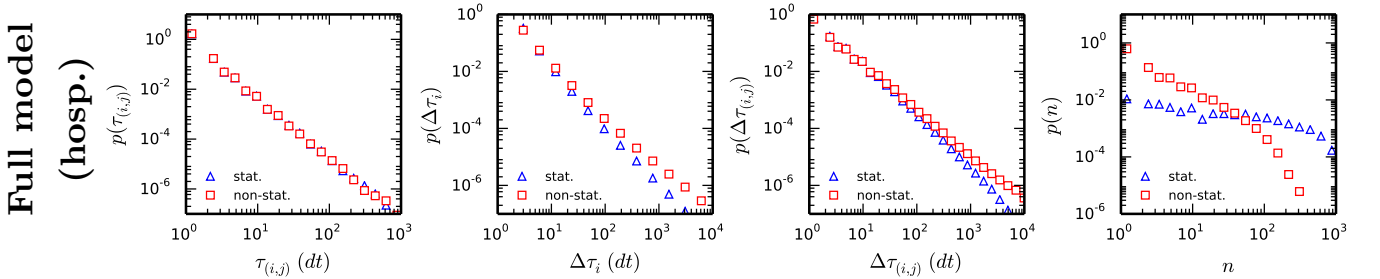 Full model
(hosp.)
10^0
10^-2
10^-4
10^-6
p(τ_(i,j))
stat.
non-stat.
10^0 10^1 10^2 10^3
τ_(i,j) (dt)
10^0
10^-2
10^-4
10^-6
p(Δτ_i)
stat.
non-stat.
10^0 10^1 10^2 10^3 10^4
Δτ_i (dt)
10^0
10^-2
10^-4
10^-6
p(Δτ_(i,j))
stat.
non-stat.
10^0 10^1 10^2 10^3 10^4
Δτ_(i,j) (dt)
10^0
10^-2
10^-4
10^-6
p(n)
stat.
non-stat.
10^0 10^1 10^2 10^3
n